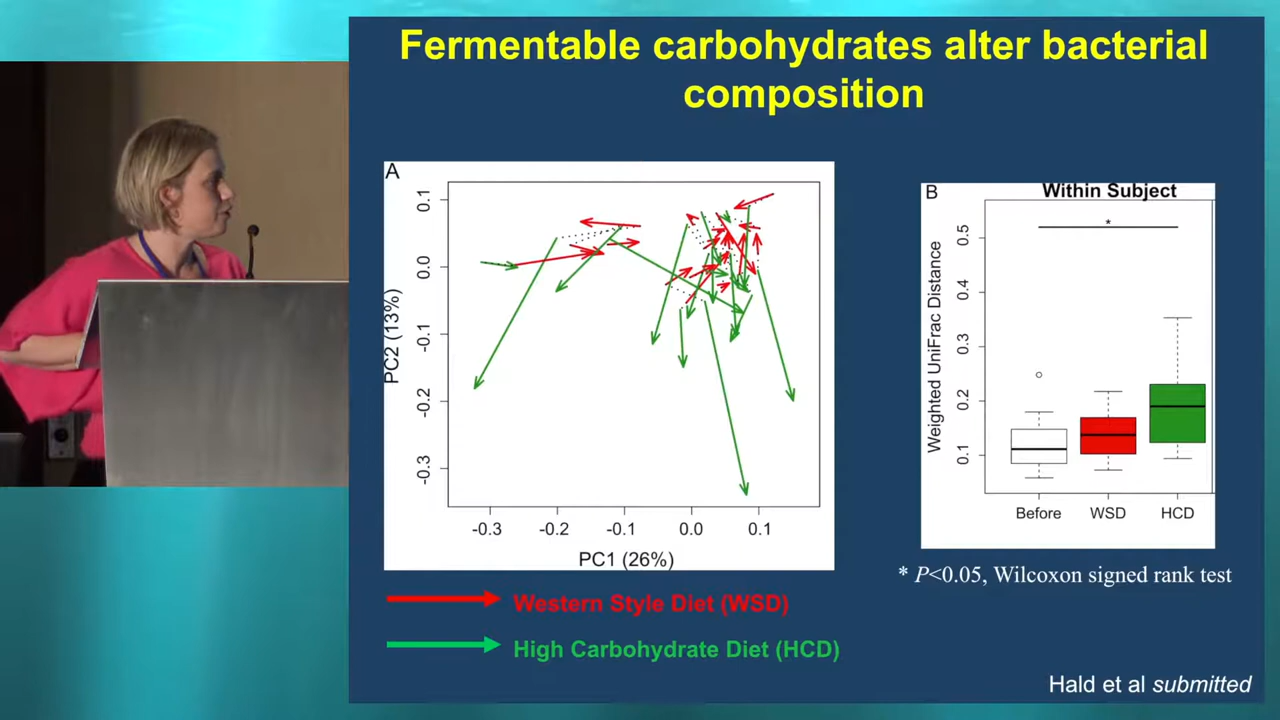 Fermentable carbohydrates alter bacterial
composition
A
0.1
0.0
-0.1
-0.2
-0.3
PC2 (13%)
-0.3 -0.2 -0.1 0.0 0.1
PC1 (26%)
B
Within Subject
*
0.5
0.4
0.3
0.2
0.1
Weighted UniFrac Distance
Before WSD HCD
* P<0.05, Wilcoxon signed rank test
Western Style Diet (WSD)
High Carbohydrate Diet (HCD)
Hald et al submitted